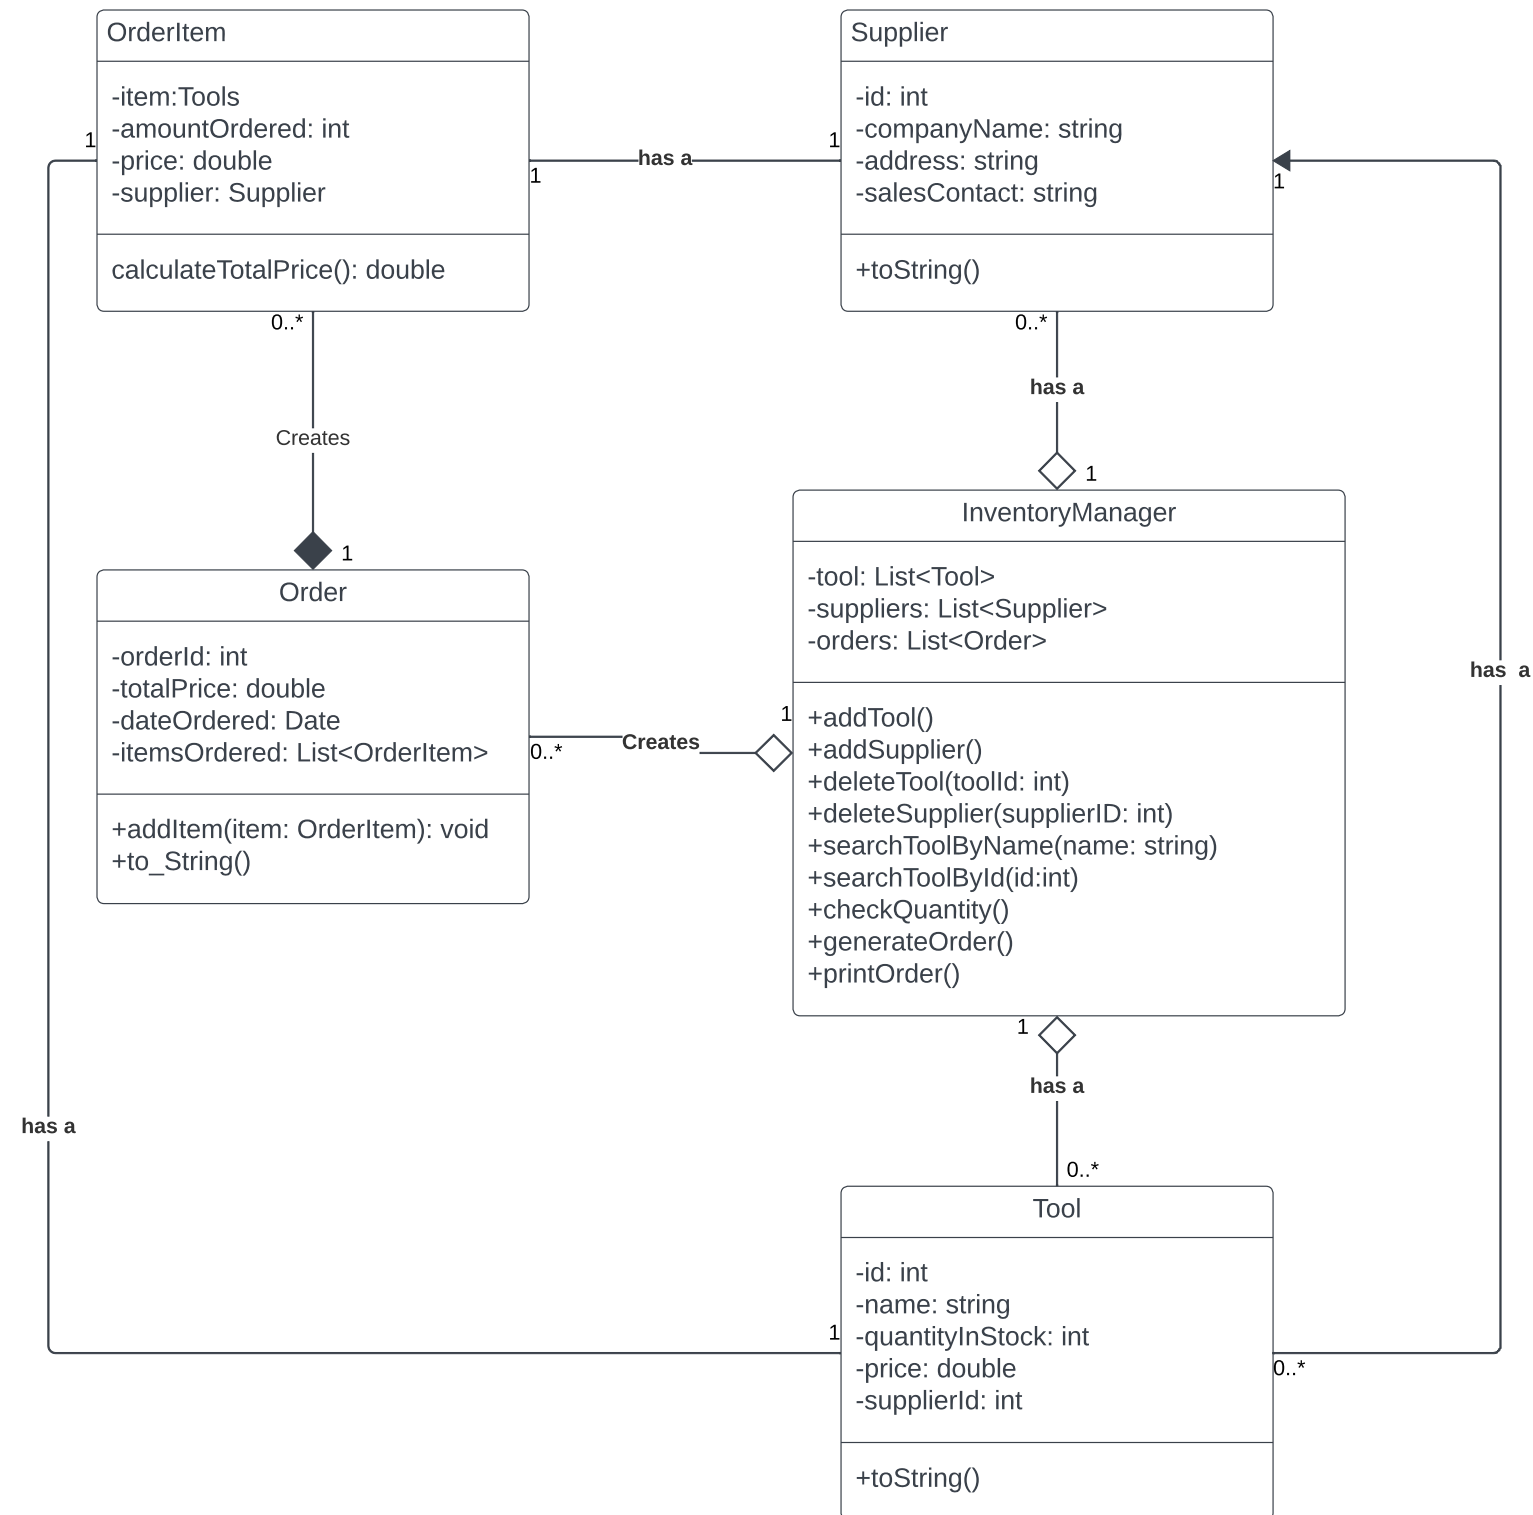 OrderItem
-item:Tools
-amountOrdered: int
-price: double
-supplier: Supplier
calculateTotalPrice(): double
1
1
has a
1
Supplier
-id: int
-companyName: string
-address: string
-salesContact: string
+toString()
1
0..*
Creates
1
0..*
has a
1
Order
-orderId: int
-totalPrice: double
-dateOrdered: Date
-itemsOrdered: List<OrderItem>
+addItem(item: OrderItem): void
+to_String()
0..*
Creates
1
InventoryManager
-tool: List<Tool>
-suppliers: List<Supplier>
-orders: List<Order>
+addTool()
+addSupplier()
+deleteTool(toolId: int)
+deleteSupplier(supplierID: int)
+searchToolByName(name: string)
+searchToolById(id:int)
+checkQuantity()
+generateOrder()
+printOrder()
has  a
1
has a
0..*
has a
Tool
-id: int
-name: string
-quantityInStock: int
-price: double
-supplierId: int
+toString()
1
0..*